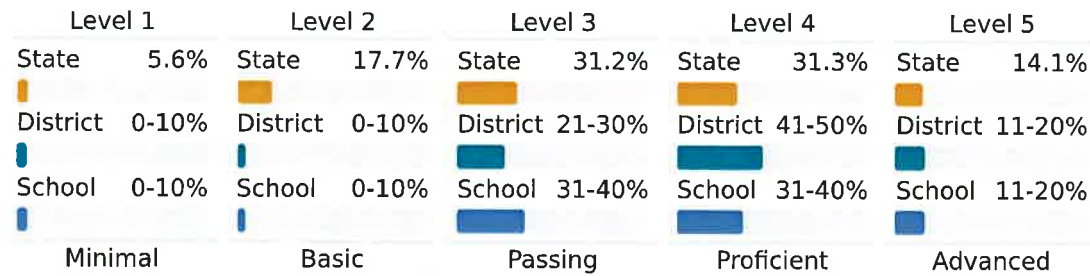 Level 1 Level 2 Level 3 Level 4 Level 5
State 5.6% State 17.7% State 31.2% State 31.3% State 14.1%
District 0-10% District 0-10% District 21-30% District 41-50% District 11-20%
School 0-10% School 0-10% School 31-40% School 31-40% School 11-20%
Minimal Basic Passing Proficient Advanced